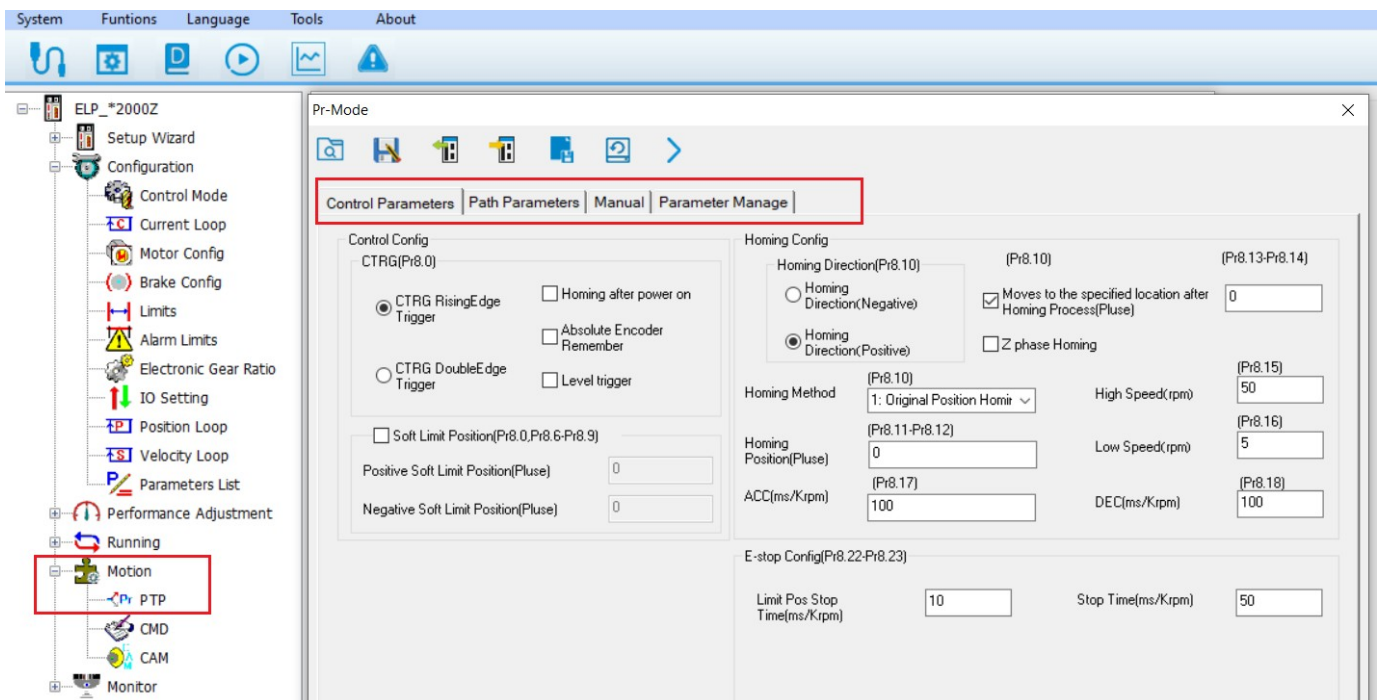 System Funtions Language Tools About
ELP_*2000Z
Setup Wizard
Configuration
Control Mode
Current Loop
Motor Config
Brake Config
Limits
Alarm Limits
Electronic Gear Ratio
IO Setting
Position Loop
Velocity Loop
Parameters List
Performance Adjustment
Running
Motion
PTP
CMD
CAM
Monitor
Pr-Mode
Control Parameters Path Parameters Manual Parameter Manage
Control Config
CTRG(Pr8.0)
CTRG RisingEdge
Trigger
Homing after power on
Absolute Encoder
Remember
CTRG DoubleEdge
Trigger
Level trigger
Soft Limit Position(Pr8.0,Pr8.6-Pr8.9)
Positive Soft Limit Position(Pluse) 0
Negative Soft Limit Position(Pluse) 0
Homing Config
Homing Direction(Pr8.10)
Homing
Direction(Negative)
Homing
Direction(Positive)
(Pr8.10) (Pr8.13-Pr8.14)
Moves to the specified location after
Homing Process(Pluse)
0
Z phase Homing
(Pr8.10)
Homing Method 1: Original Position Homir
(Pr8.15)
High Speed(rpm) 50
(Pr8.11-Pr8.12)
Homing
Position(Pluse)
0
(Pr8.16)
Low Speed(rpm) 5
(Pr8.17)
ACC(ms/Krpm) 100
(Pr8.18)
DEC(ms/Krpm) 100
E-stop Config(Pr8.22-Pr8.23)
Limit Pos Stop
Time(ms/Krpm)
10
Stop Time(ms/Krpm) 50